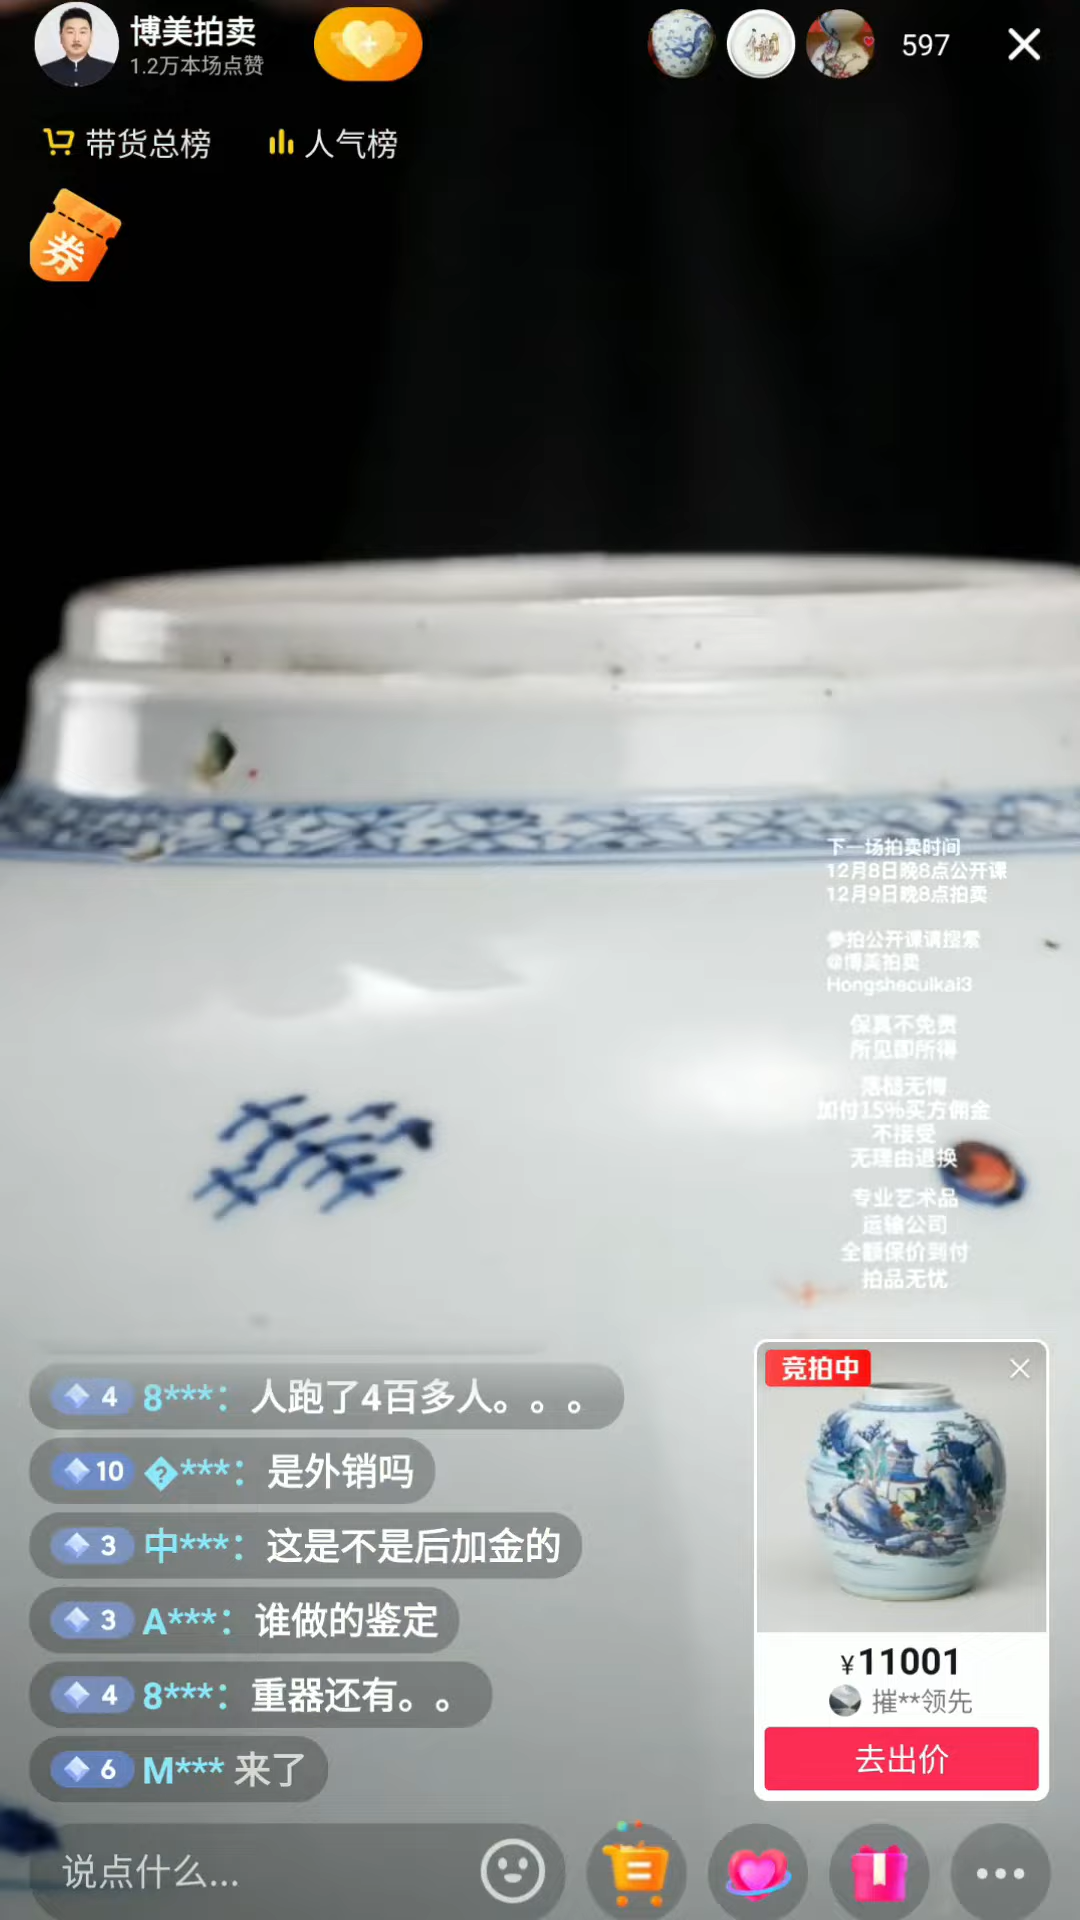 博美拍卖
1.2万本场点赞
597
带货总榜
人气榜
券
下一场拍卖时间
12月8日晚8点公开课
12月9日晚8点拍卖
参拍公开课请搜索
@博美拍卖
Hongshecuikai3
保真不免责
所见即所得
落槌无悔
加付15%买方佣金
不接受
无理由退换
专业艺术品
运输公司
全额保价到付
拍品无忧
4 8***：人跑了4百多人。。。
10 ***：是外销吗
3 中***：这是不是后加金的
3 A***：谁做的鉴定
4 8***：重器还有。。
6 M*** 来了
竞拍中
¥11001
摧**领先
去出价
说点什么...